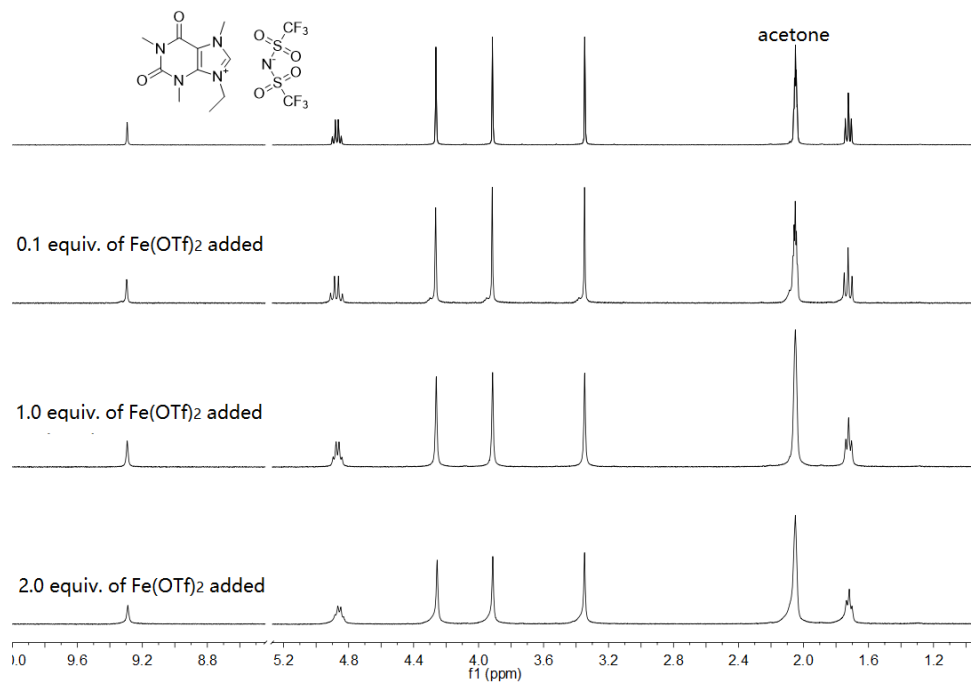 O
N
CF₃
S
O
O
N
N⁺
N⁻
O
N
S
O
O
CF₃
acetone
0.1 equiv. of Fe(OTf)2 added
1.0 equiv. of Fe(OTf)2 added
2.0 equiv. of Fe(OTf)2 added
0.0 9.6 9.2 8.8 5.2 4.8 4.4 4.0 3.6 3.2 2.8 2.4 2.0 1.6 1.2
f1 (ppm)